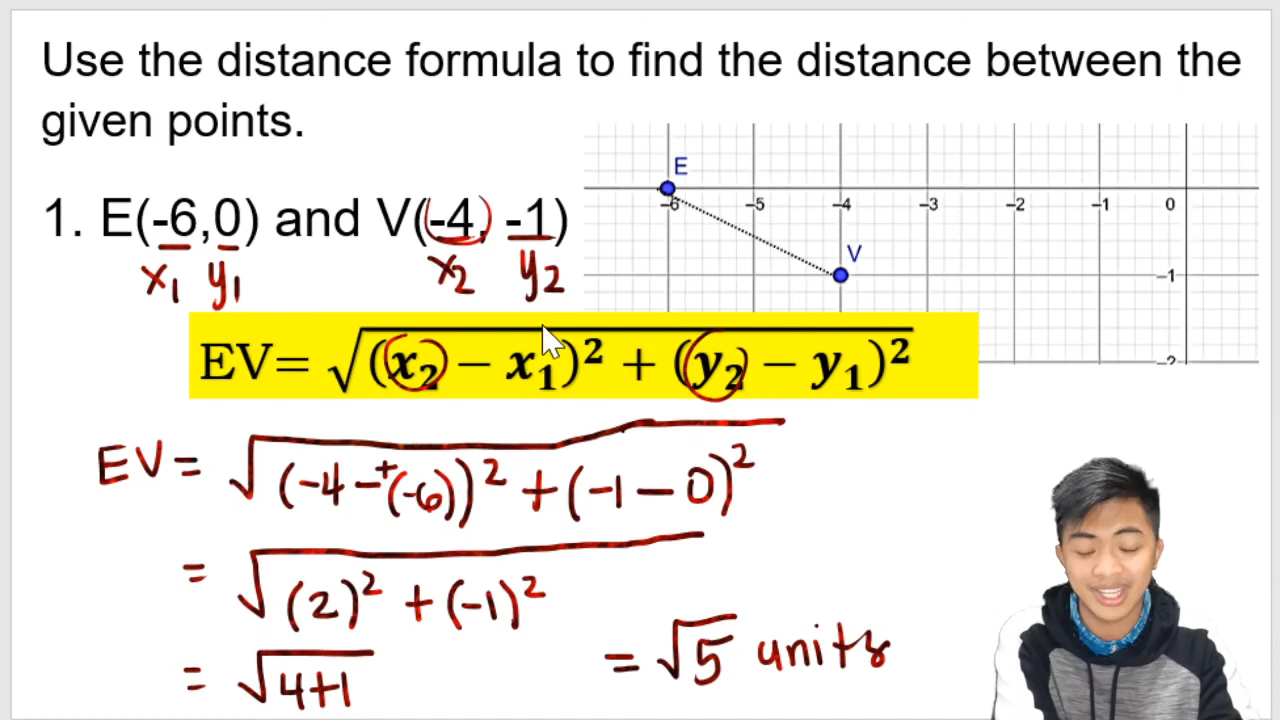 Use the distance formula to find the distance between the
given points.
1. E(-6,0) and V(-4, -1)
x₁ y₁ x₂ y₂
E
−6 −5 −4 −3 −2 −1 0
V
−1
−2
EV= √(x₂ − x₁)² + (y₂ − y₁)²
EV = √(-4 -+(-6))² + (-1 - 0)²
= √(2)² + (-1)²
= √4+1
= √5 units